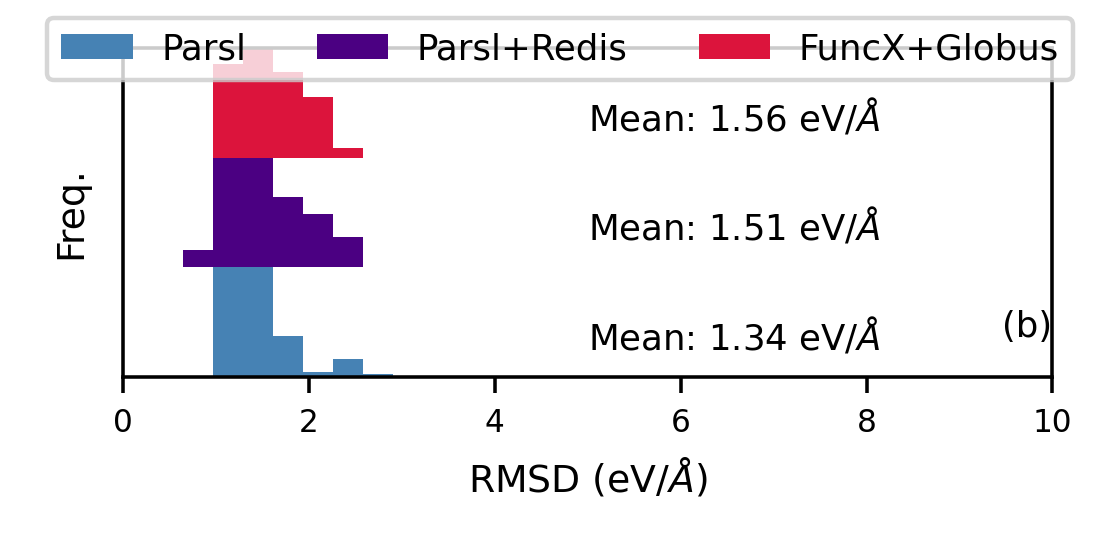 Parsl Parsl+Redis FuncX+Globus
Mean: 1.56 eV/Å
Freq.
Mean: 1.51 eV/Å
Mean: 1.34 eV/Å
(b)
0 2 4 6 8 10
RMSD (eV/Å)